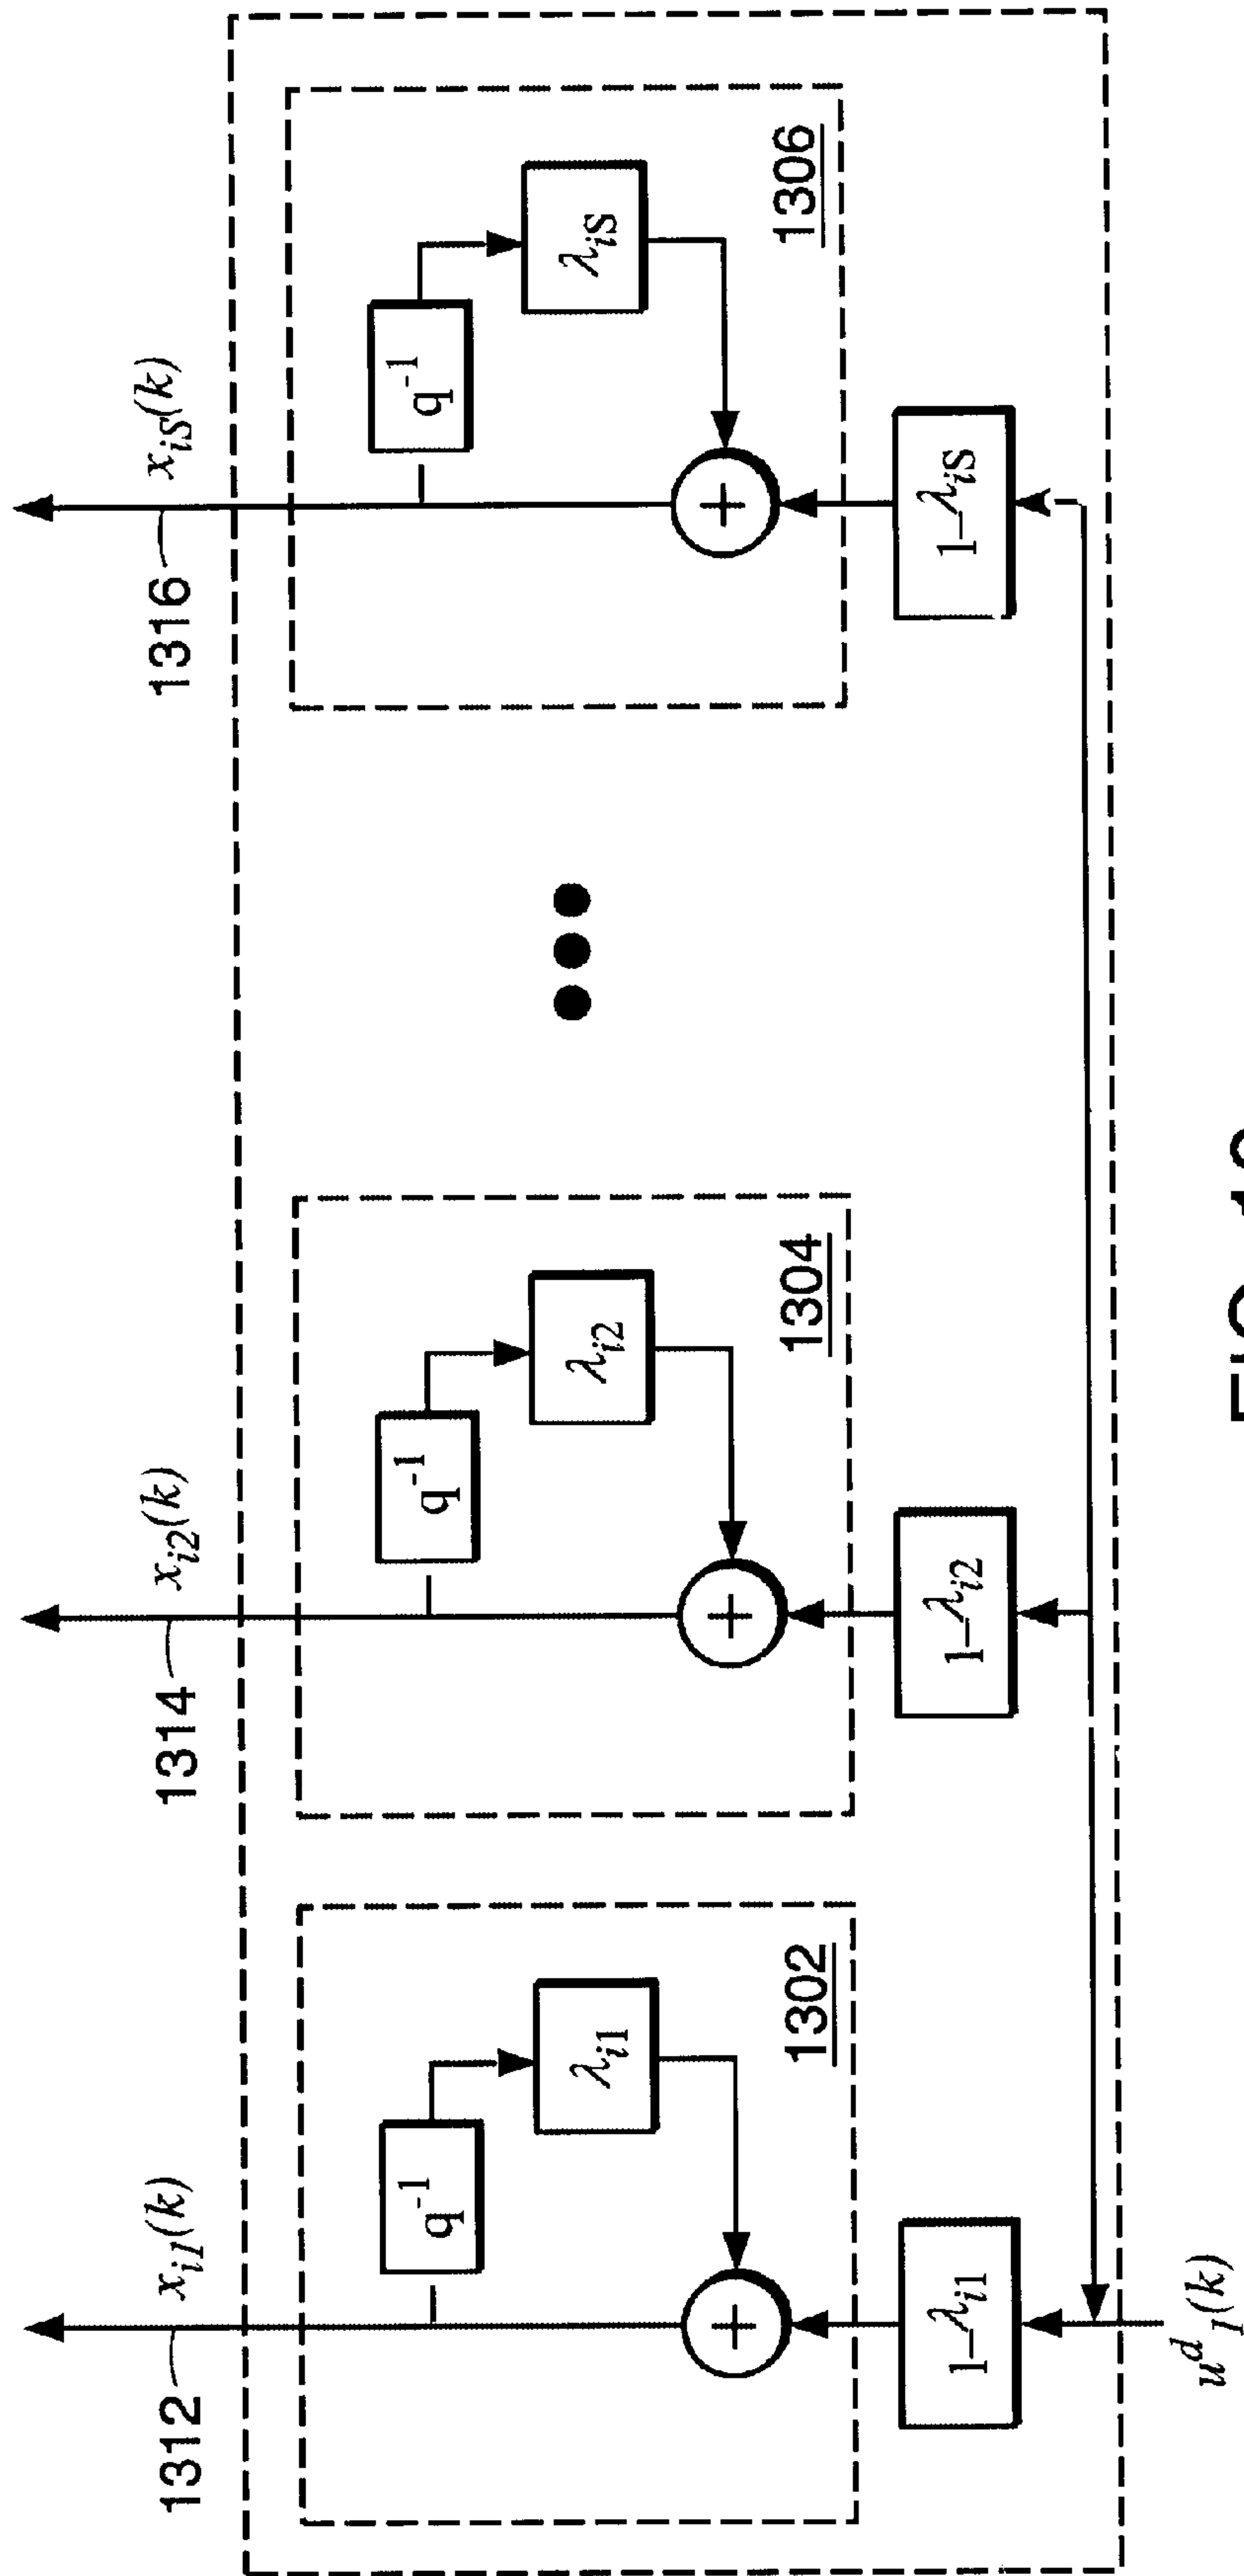 1312
x_{i1}(k)
1314
x_{i2}(k)
1316
x_{iS}(k)
q^{-1}
λ_{i1}
+
1302
q^{-1}
λ_{i2}
+
1304
q^{-1}
λ_{iS}
+
1306
1–λ_{i1}
1–λ_{i2}
1–λ_{iS}
u^d_1(k)